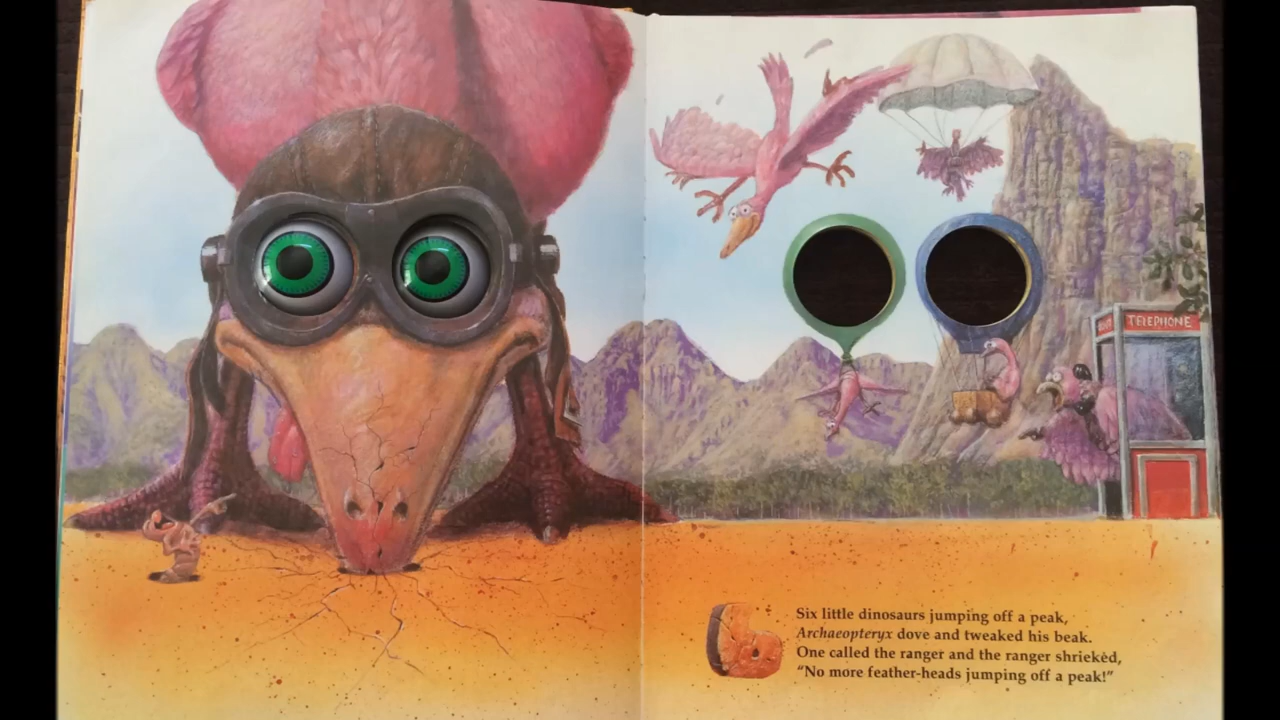 TELEPHONE
6
Six little dinosaurs jumping off a peak,
Archaeopteryx dove and tweaked his beak.
One called the ranger and the ranger shrieked,
“No more feather-heads jumping off a peak!”